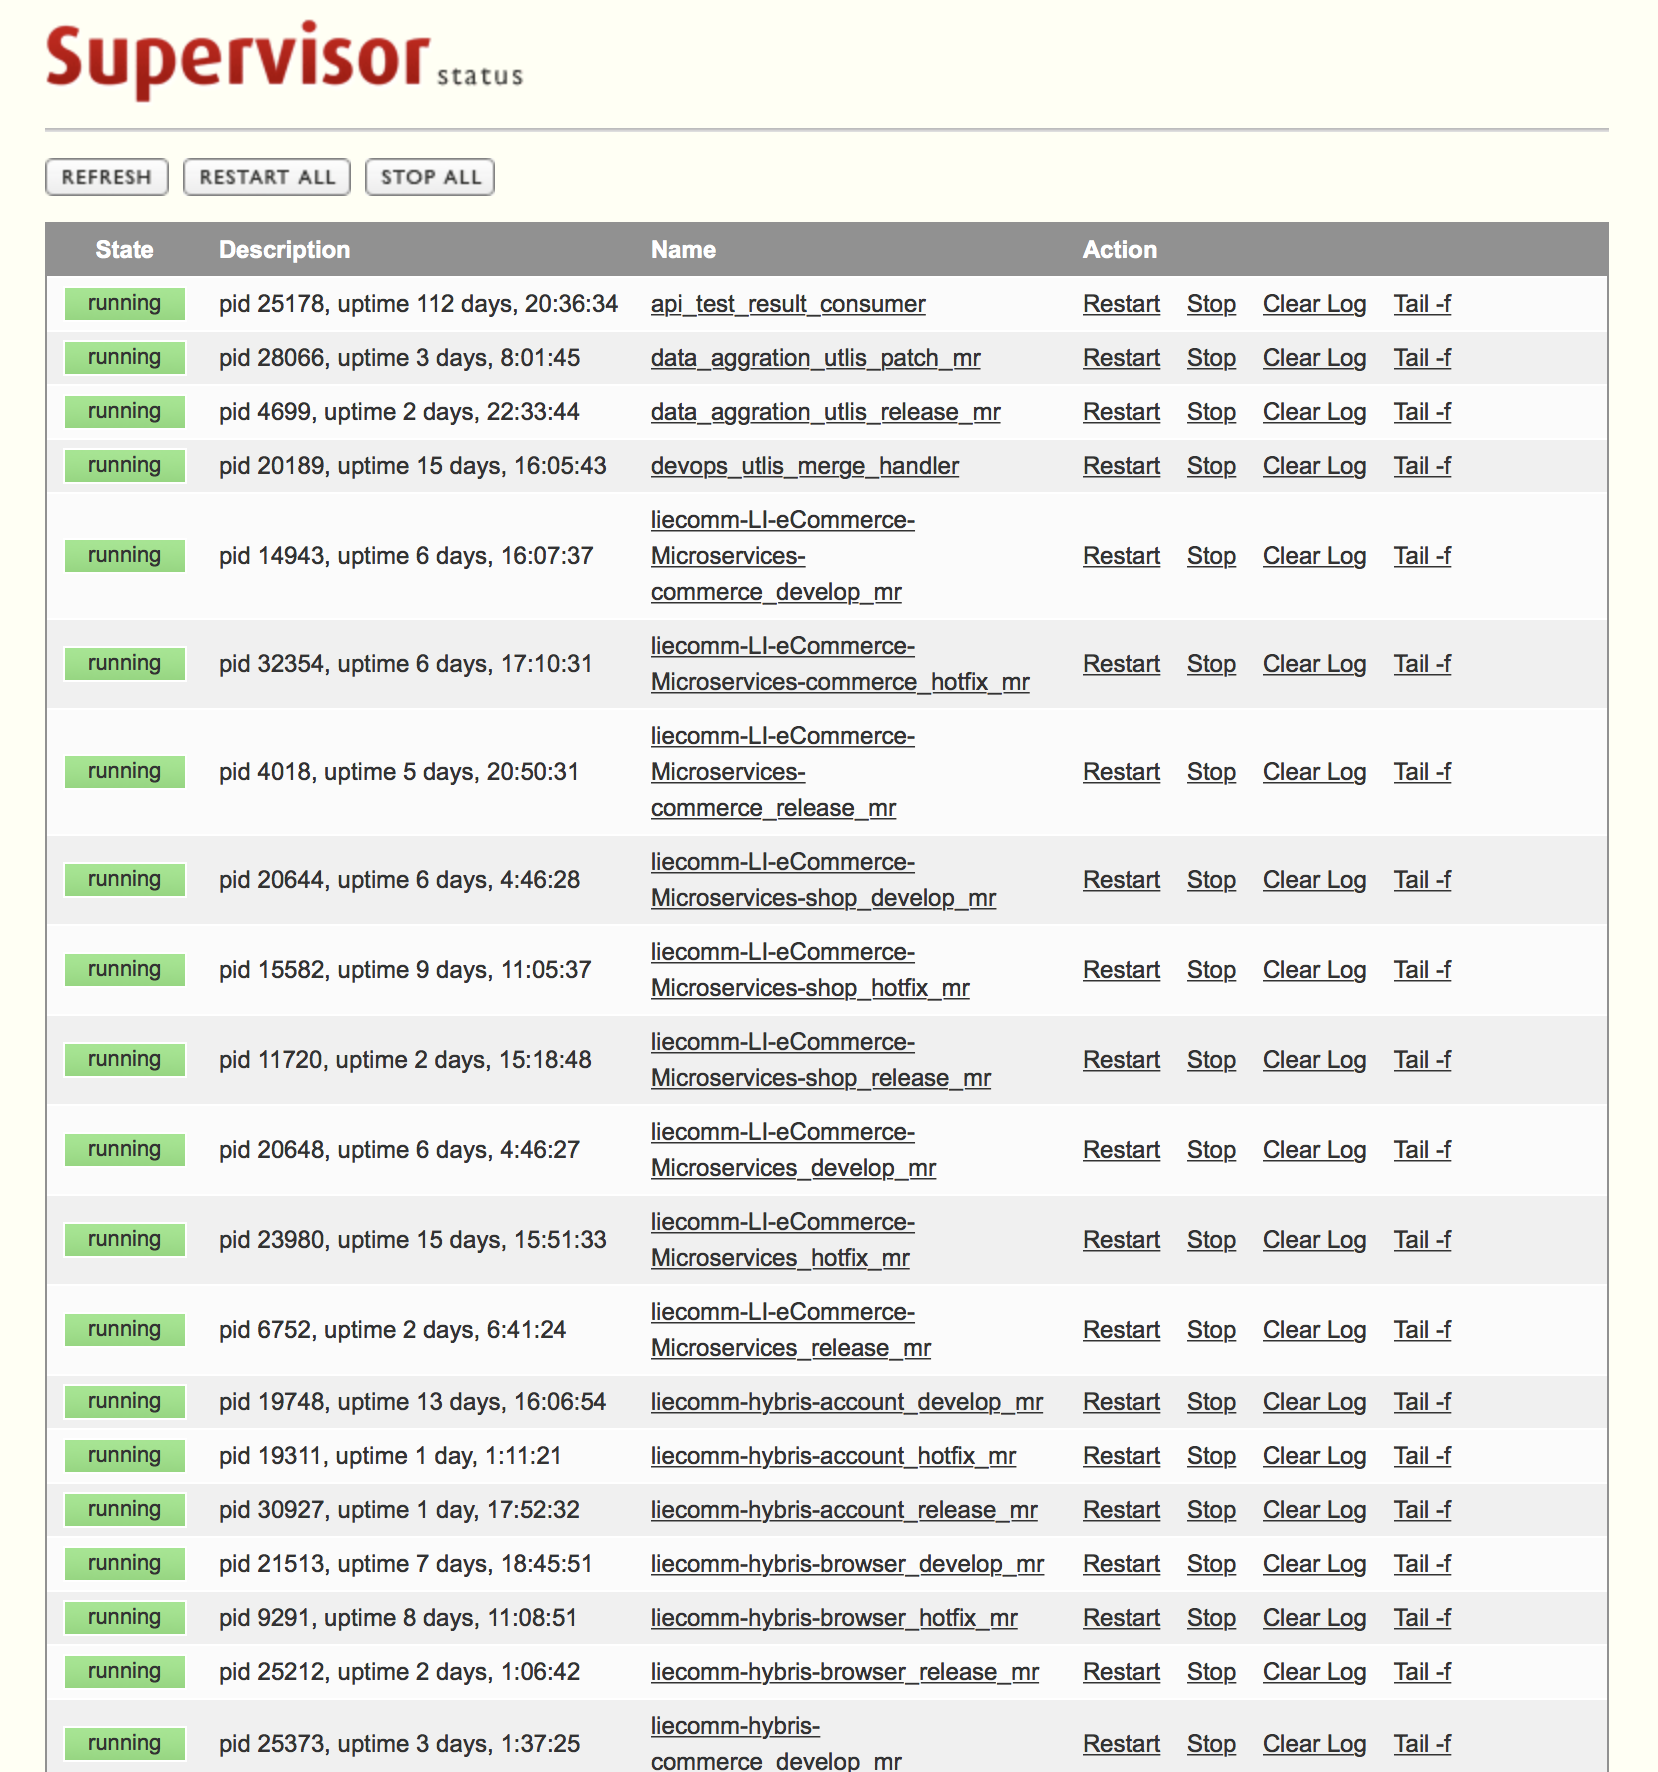 Supervisor status
REFRESH RESTART ALL STOP ALL
State Description Name Action
running pid 25178, uptime 112 days, 20:36:34 api_test_result_consumer Restart Stop Clear Log Tail -f
running pid 28066, uptime 3 days, 8:01:45 data_aggration_utlis_patch_mr Restart Stop Clear Log Tail -f
running pid 4699, uptime 2 days, 22:33:44 data_aggration_utlis_release_mr Restart Stop Clear Log Tail -f
running pid 20189, uptime 15 days, 16:05:43 devops_utlis_merge_handler Restart Stop Clear Log Tail -f
liecomm-LI-eCommerce-
running pid 14943, uptime 6 days, 16:07:37 Microservices- Restart Stop Clear Log Tail -f
commerce_develop_mr
liecomm-LI-eCommerce-
running pid 32354, uptime 6 days, 17:10:31 Restart Stop Clear Log Tail -f
Microservices-commerce_hotfix_mr
liecomm-LI-eCommerce-
running pid 4018, uptime 5 days, 20:50:31 Microservices- Restart Stop Clear Log Tail -f
commerce_release_mr
liecomm-LI-eCommerce-
running pid 20644, uptime 6 days, 4:46:28 Restart Stop Clear Log Tail -f
Microservices-shop_develop_mr
liecomm-LI-eCommerce-
running pid 15582, uptime 9 days, 11:05:37 Restart Stop Clear Log Tail -f
Microservices-shop_hotfix_mr
liecomm-LI-eCommerce-
running pid 11720, uptime 2 days, 15:18:48 Restart Stop Clear Log Tail -f
Microservices-shop_release_mr
liecomm-LI-eCommerce-
running pid 20648, uptime 6 days, 4:46:27 Restart Stop Clear Log Tail -f
Microservices_develop_mr
liecomm-LI-eCommerce-
running pid 23980, uptime 15 days, 15:51:33 Restart Stop Clear Log Tail -f
Microservices_hotfix_mr
liecomm-LI-eCommerce-
running pid 6752, uptime 2 days, 6:41:24 Restart Stop Clear Log Tail -f
Microservices_release_mr
running pid 19748, uptime 13 days, 16:06:54 liecomm-hybris-account_develop_mr Restart Stop Clear Log Tail -f
running pid 19311, uptime 1 day, 1:11:21 liecomm-hybris-account_hotfix_mr Restart Stop Clear Log Tail -f
running pid 30927, uptime 1 day, 17:52:32 liecomm-hybris-account_release_mr Restart Stop Clear Log Tail -f
running pid 21513, uptime 7 days, 18:45:51 liecomm-hybris-browser_develop_mr Restart Stop Clear Log Tail -f
running pid 9291, uptime 8 days, 11:08:51 liecomm-hybris-browser_hotfix_mr Restart Stop Clear Log Tail -f
running pid 25212, uptime 2 days, 1:06:42 liecomm-hybris-browser_release_mr Restart Stop Clear Log Tail -f
liecomm-hybris-
running pid 25373, uptime 3 days, 1:37:25 Restart Stop Clear Log Tail -f
commerce_develop_mr